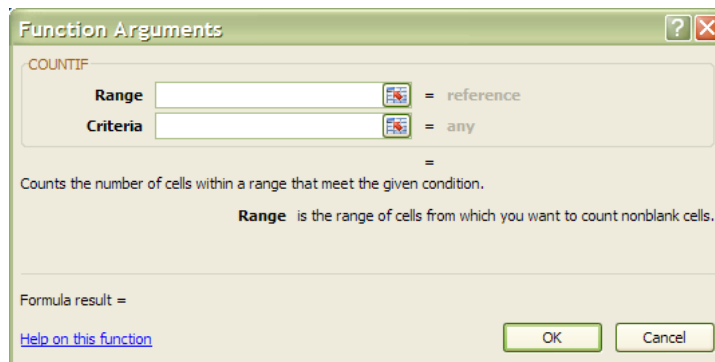 Function Arguments
?
COUNTIF
Range = reference
Criteria = any
=
Counts the number of cells within a range that meet the given condition.
Range is the range of cells from which you want to count nonblank cells.
Formula result =
Help on this function OK Cancel